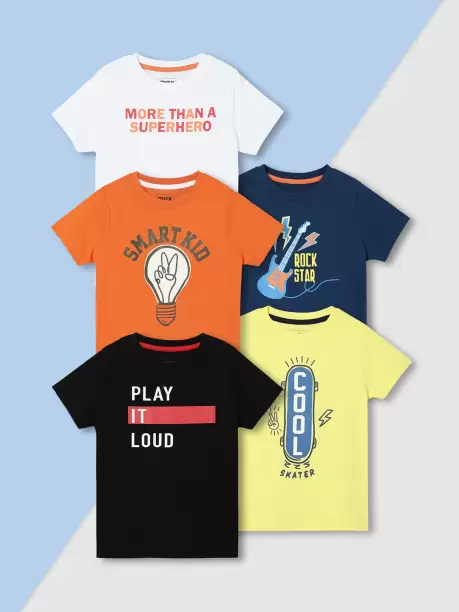 MORE THAN A
SUPERHERO
SMART KID
ROCK
STAR
PLAY
IT
LOUD
COOL
SKATER